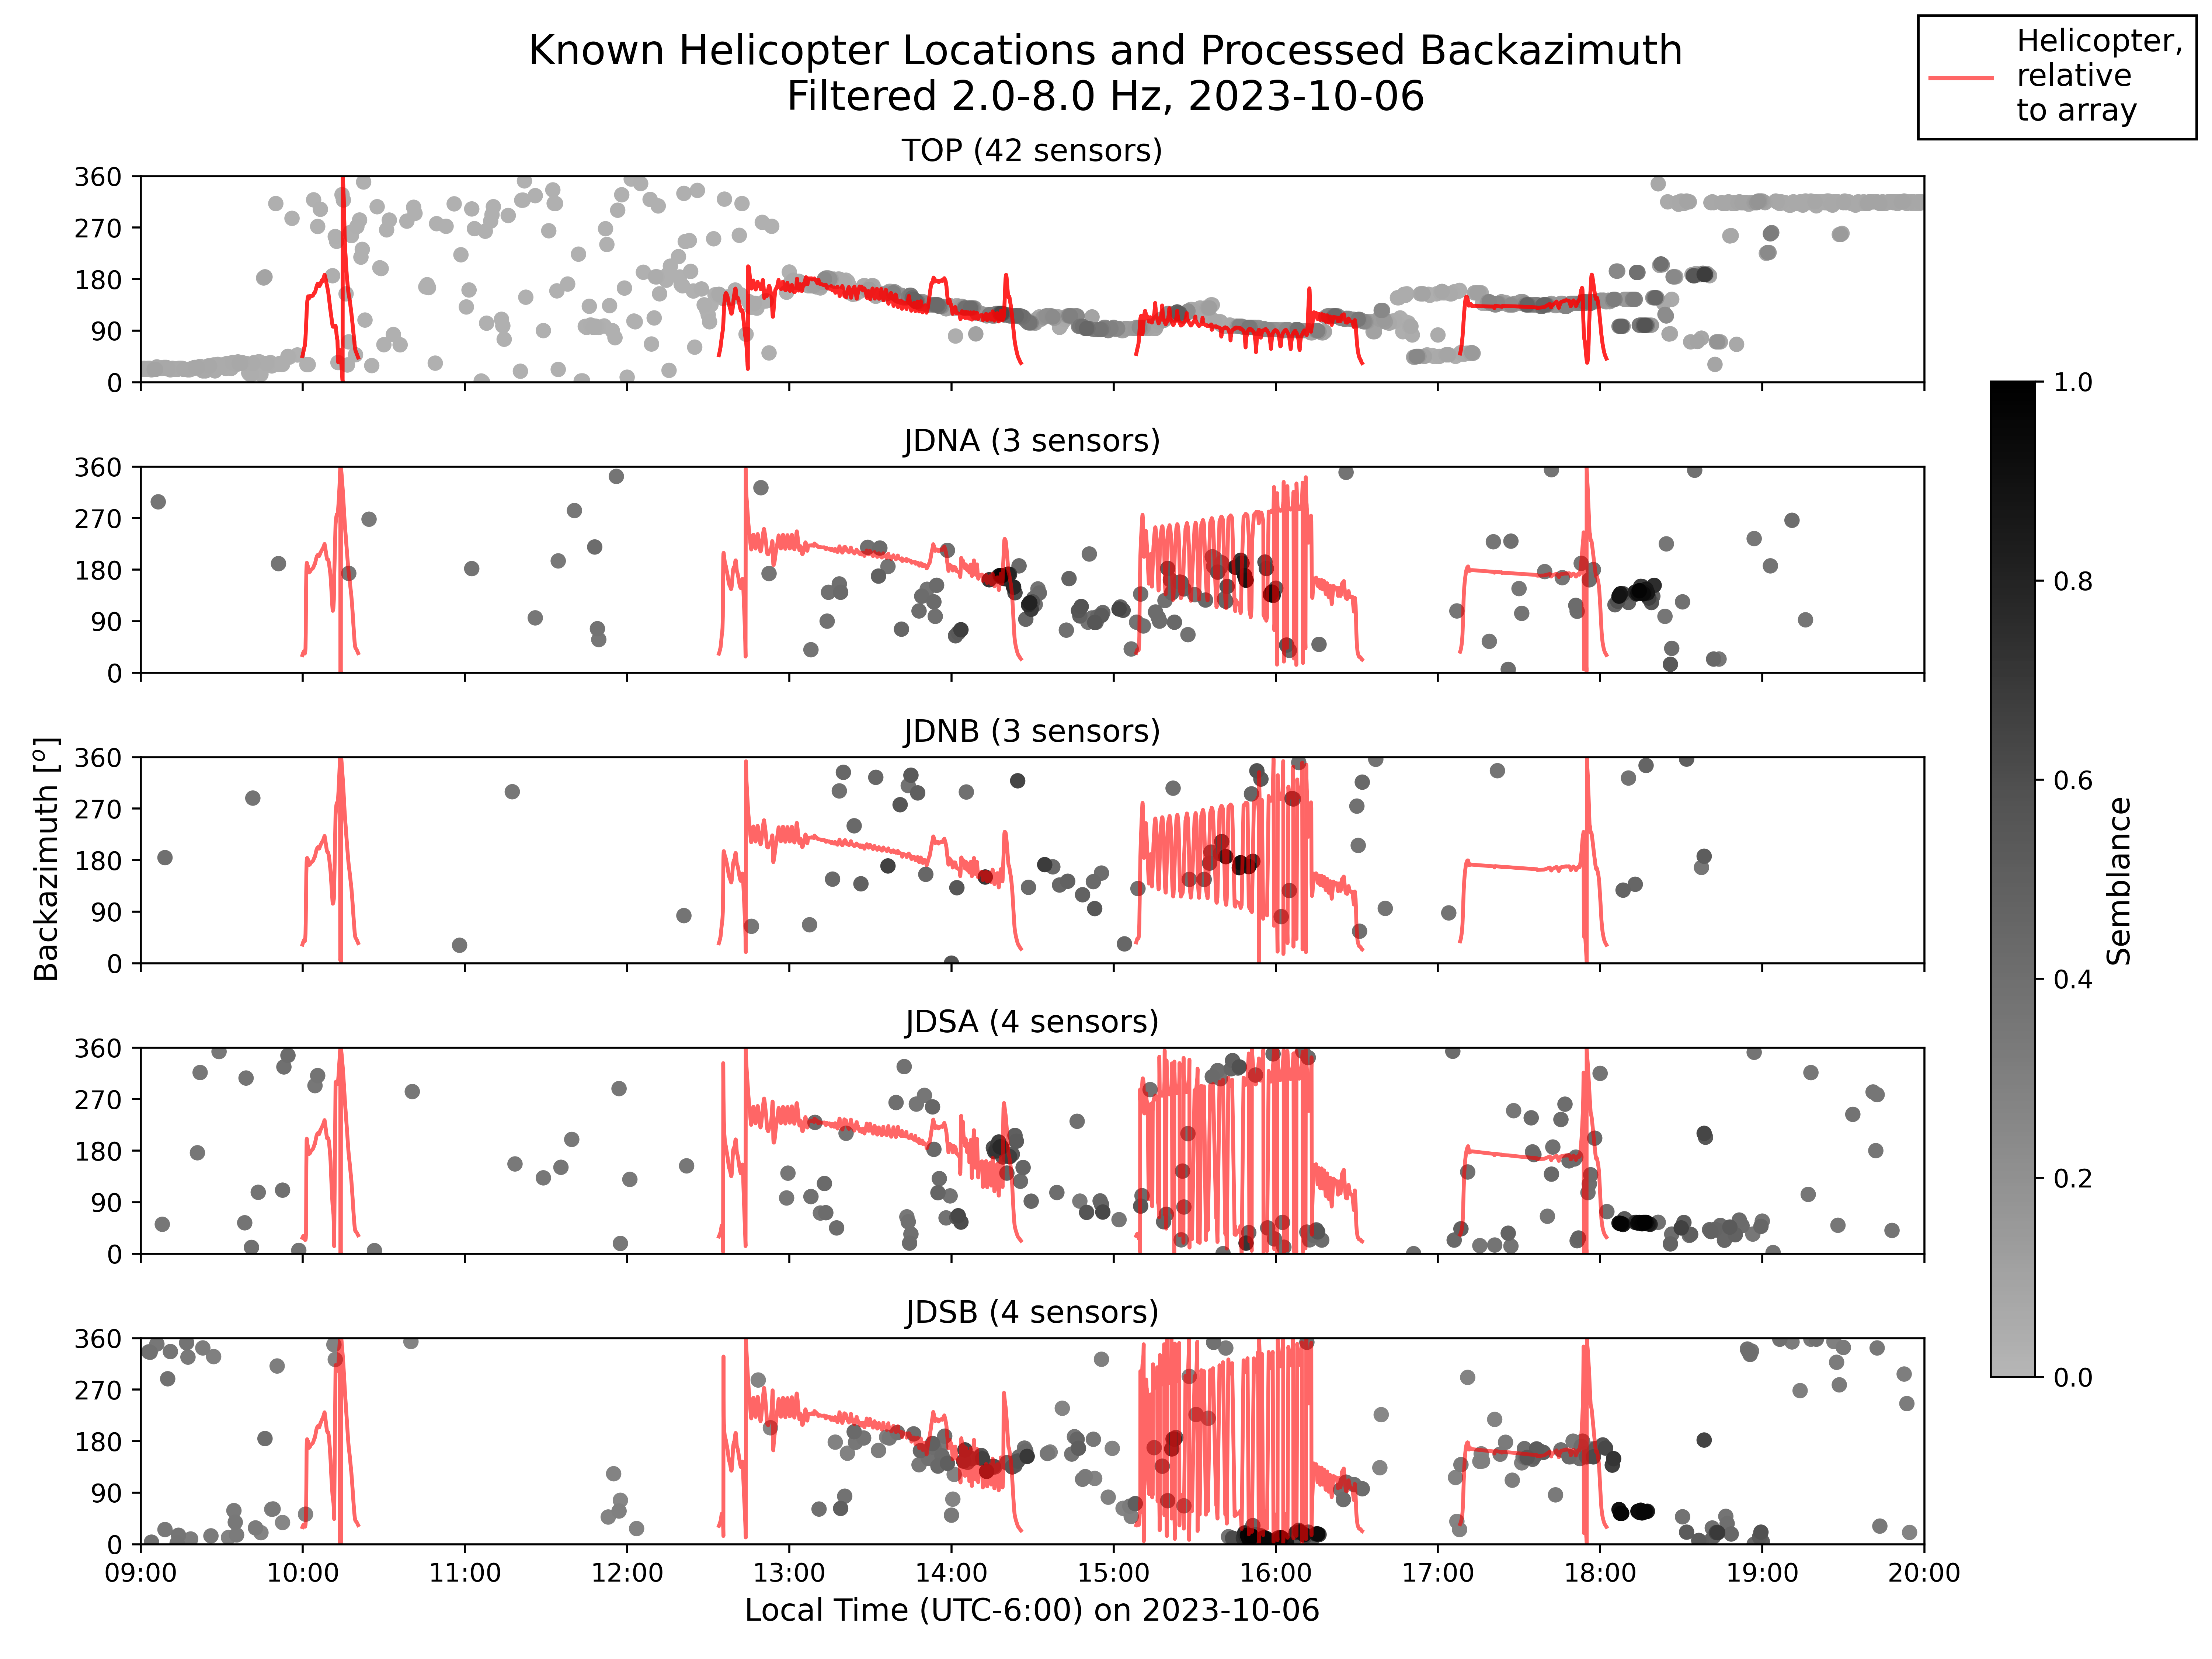 Known Helicopter Locations and Processed Backazimuth
Filtered 2.0-8.0 Hz, 2023-10-06
Helicopter,
relative
to array
TOP (42 sensors)
360
270
180
90
0
JDNA (3 sensors)
360
270
180
90
0
JDNB (3 sensors)
360
270
180
90
0
JDSA (4 sensors)
360
270
180
90
0
JDSB (4 sensors)
360
270
180
90
0
Backazimuth [°]
09:00 10:00 11:00 12:00 13:00 14:00 15:00 16:00 17:00 18:00 19:00 20:00
Local Time (UTC-6:00) on 2023-10-06
1.0
0.8
0.6
0.4
0.2
0.0
Semblance